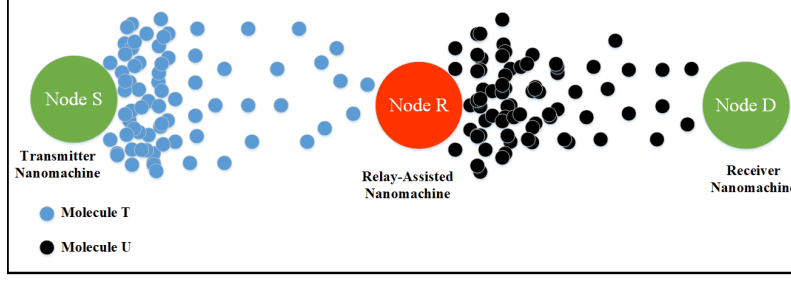 Node S
Node R
Node D
Transmitter
Nanomachine
Relay-Assisted
Nanomachine
Receiver
Nanomachin
Molecule T
Molecule U